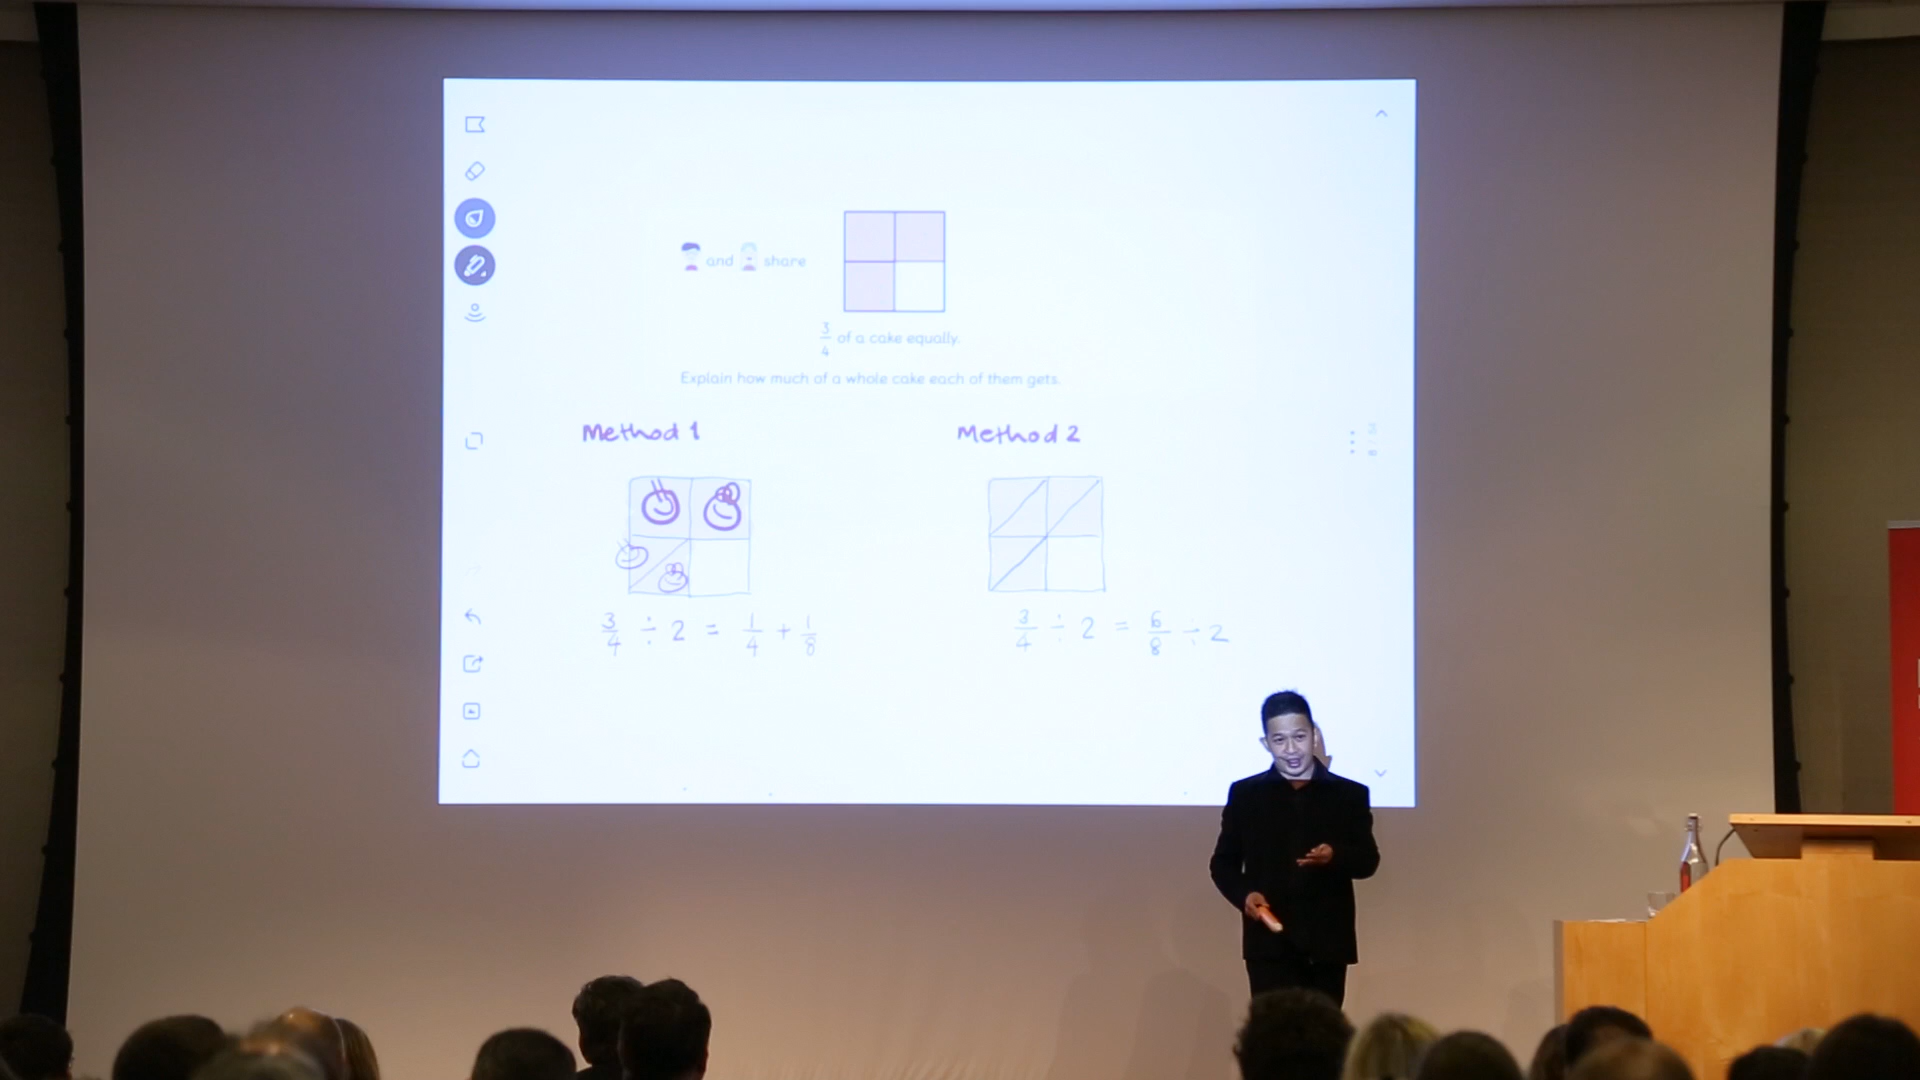 and share
3/4 of a cake equally.
Explain how much of a whole cake each of them gets.
Method 1
Method 2
3/4 ÷ 2 = 1/4 + 1/8
3/4 ÷ 2 = 6/8 ÷ 2